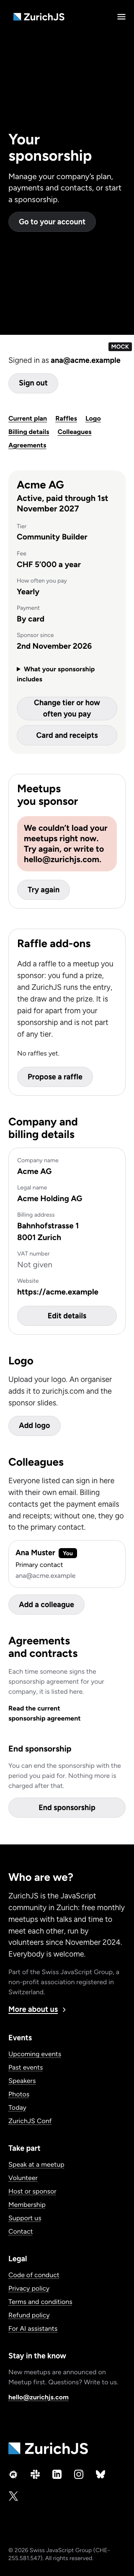 ZurichJS
Your
sponsorship
Manage your company's plan,
payments and contacts, or start
a sponsorship.
Go to your account
MOCK
Signed in as ana@acme.example
Sign out
Current plan Raffles Logo
Billing details Colleagues
Agreements
Acme AG
Active, paid through 1st
November 2027
Tier
Community Builder
Fee
CHF 5'000 a year
How often you pay
Yearly
Payment
By card
Sponsor since
2nd November 2026
What your sponsorship
includes
Change tier or how
often you pay
Card and receipts
Meetups
you sponsor
We couldn't load your
meetups right now.
Try again, or write to
hello@zurichjs.com.
Try again
Raffle add-ons
Add a raffle to a meetup you
sponsor: you fund a prize,
and ZurichJS runs the entry,
the draw and the prize. It is
paid for apart from your
sponsorship and is not part
of any tier.
No raffles yet.
Propose a raffle
Company and
billing details
Company name
Acme AG
Legal name
Acme Holding AG
Billing address
Bahnhofstrasse 1
8001 Zurich
VAT number
Not given
Website
https://acme.example
Edit details
Logo
Upload your logo. An organiser
adds it to zurichjs.com and the
sponsor slides.
Add logo
Colleagues
Everyone listed can sign in here
with their own email. Billing
contacts get the payment emails
and receipts; without one, they go
to the primary contact.
Ana Muster You
Primary contact
ana@acme.example
Add a colleague
Agreements
and contracts
Each time someone signs the
sponsorship agreement for your
company, it is listed here.
Read the current
sponsorship agreement
End sponsorship
You can end the sponsorship with the
period you paid for. Nothing more is
charged after that.
End sponsorship
Who are we?
ZurichJS is the JavaScript
community in Zurich: free monthly
meetups with talks and time to
meet each other, run by
volunteers since November 2024.
Everybody is welcome.
Part of the Swiss JavaScript Group, a
non-profit association registered in
Switzerland.
More about us
Events
Upcoming events
Past events
Speakers
Photos
Today
ZurichJS Conf
Take part
Speak at a meetup
Volunteer
Host or sponsor
Membership
Support us
Contact
Legal
Code of conduct
Privacy policy
Terms and conditions
Refund policy
For AI assistants
Stay in the know
New meetups are announced on
Meetup first. Questions? Write to us.
hello@zurichjs.com
ZurichJS
© 2026 Swiss JavaScript Group (CHE-
255.581.547). All rights reserved.